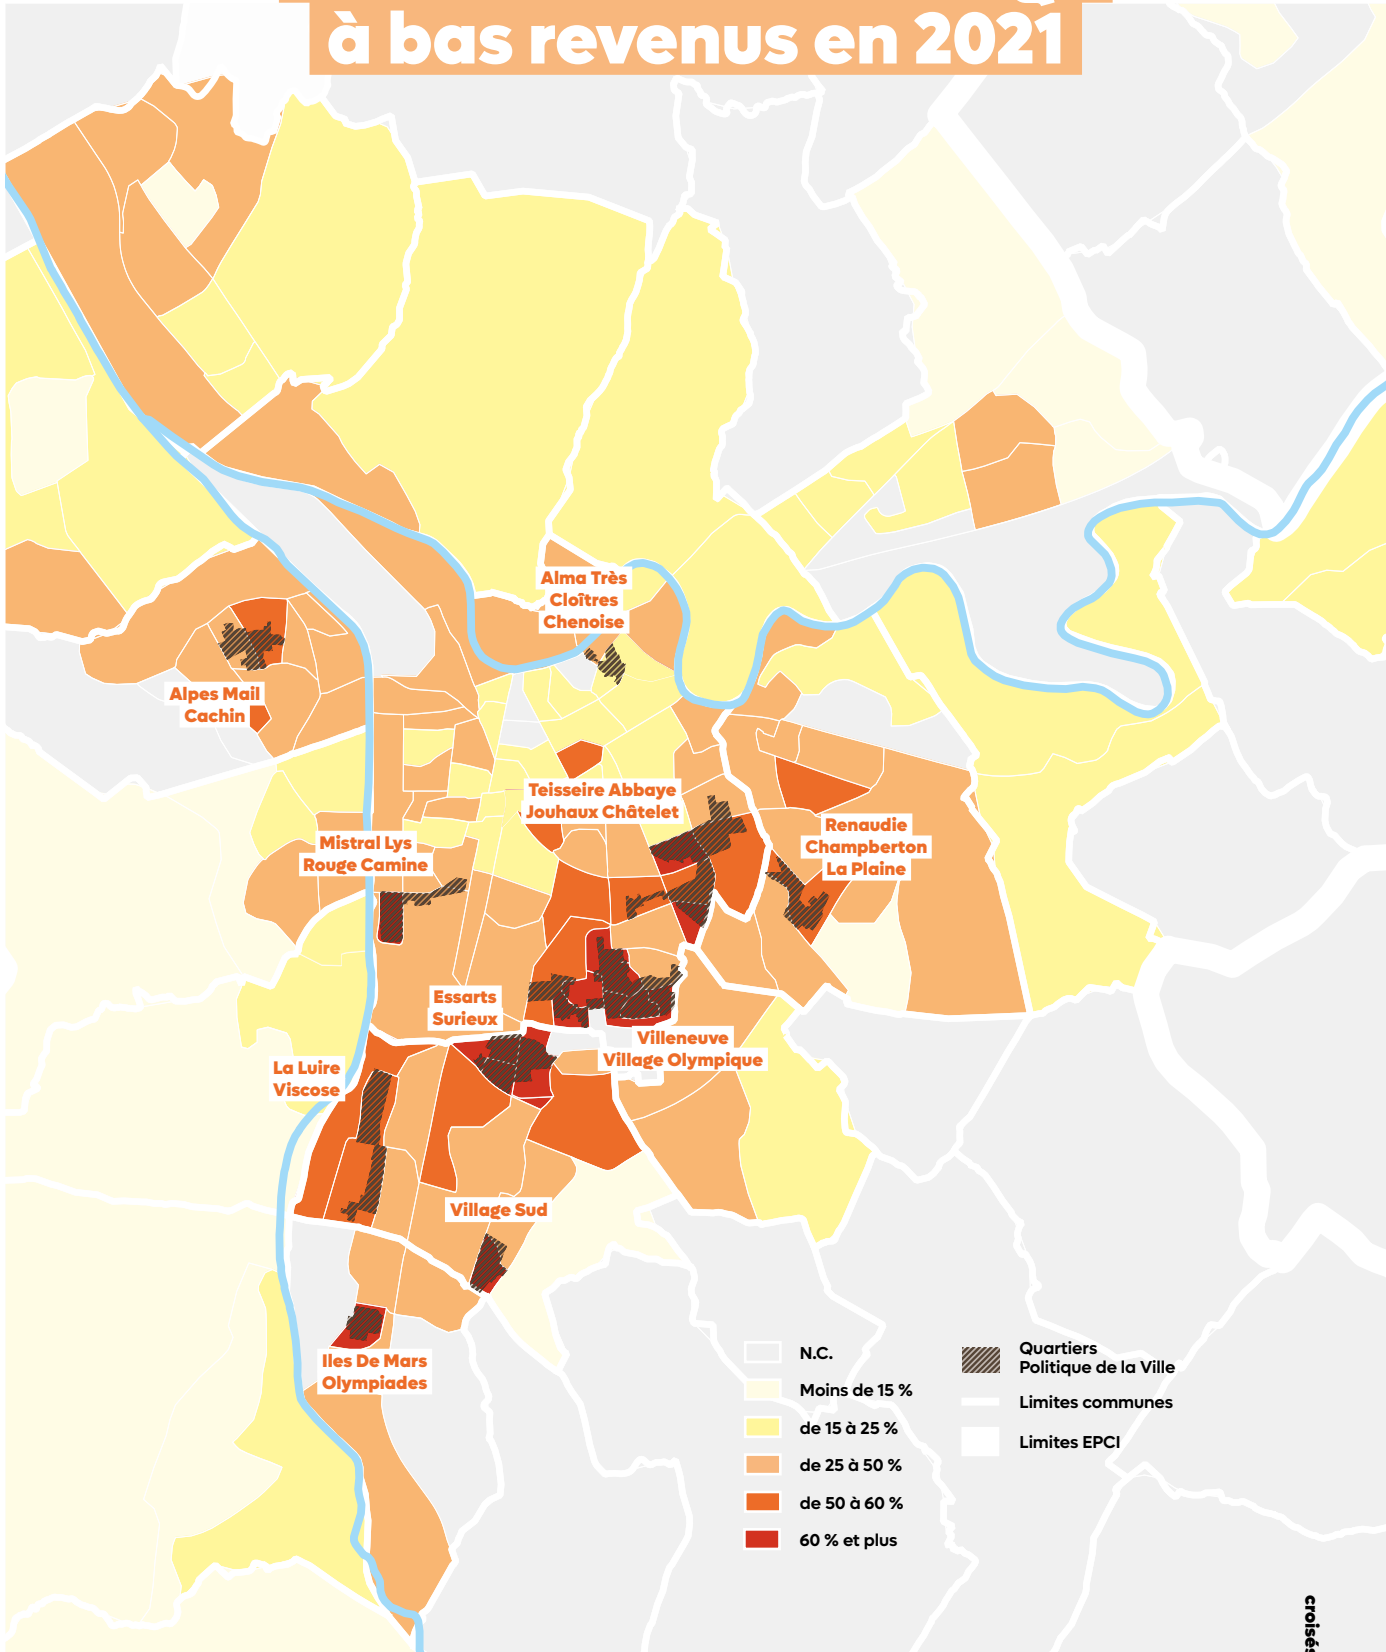 à bas revenus en 2021
Alma Très
Cloîtres
Chenoise
Alpes Mail
Cachin
Teisseire Abbaye
Jouhaux Châtelet
Renaudie
Champberton
La Plaine
Mistral Lys
Rouge Camine
Essarts
Surieux
Villeneuve
Village Olympique
La Luire
Viscose
Village Sud
Iles De Mars
Olympiades
N.C.
Moins de 15 %
de 15 à 25 %
de 25 à 50 %
de 50 à 60 %
60 % et plus
Quartiers
Politique de la Ville
Limites communes
Limites EPCI
croisés